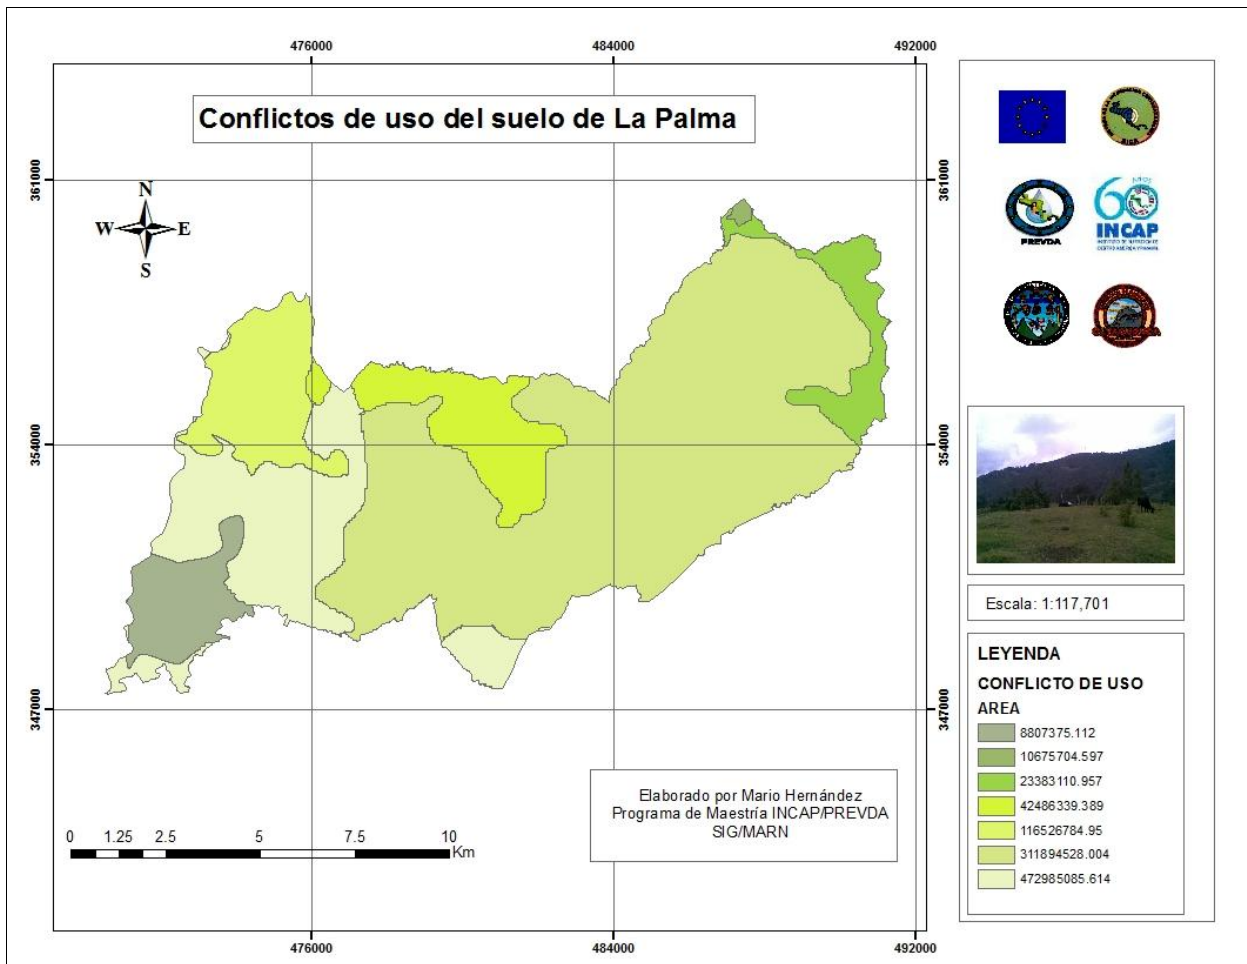 476000
484000
492000
Conflictos de uso del suelo de La Palma
361000
361000
N
W
E
S
PREVDA
60
INCAP
354000
354000
Escala: 1:117,701
LEYENDA
CONFLICTO DE USO
AREA
8807375.112
10675704.597
23383110.957
42486339.389
116526784.95
311894528.004
472985085.614
347000
347000
Elaborado por Mario Hernández
Programa de Maestría INCAP/PREVDA
SIG/MARN
0 1.25 2.5 5 7.5 10
Km
476000
484000
492000